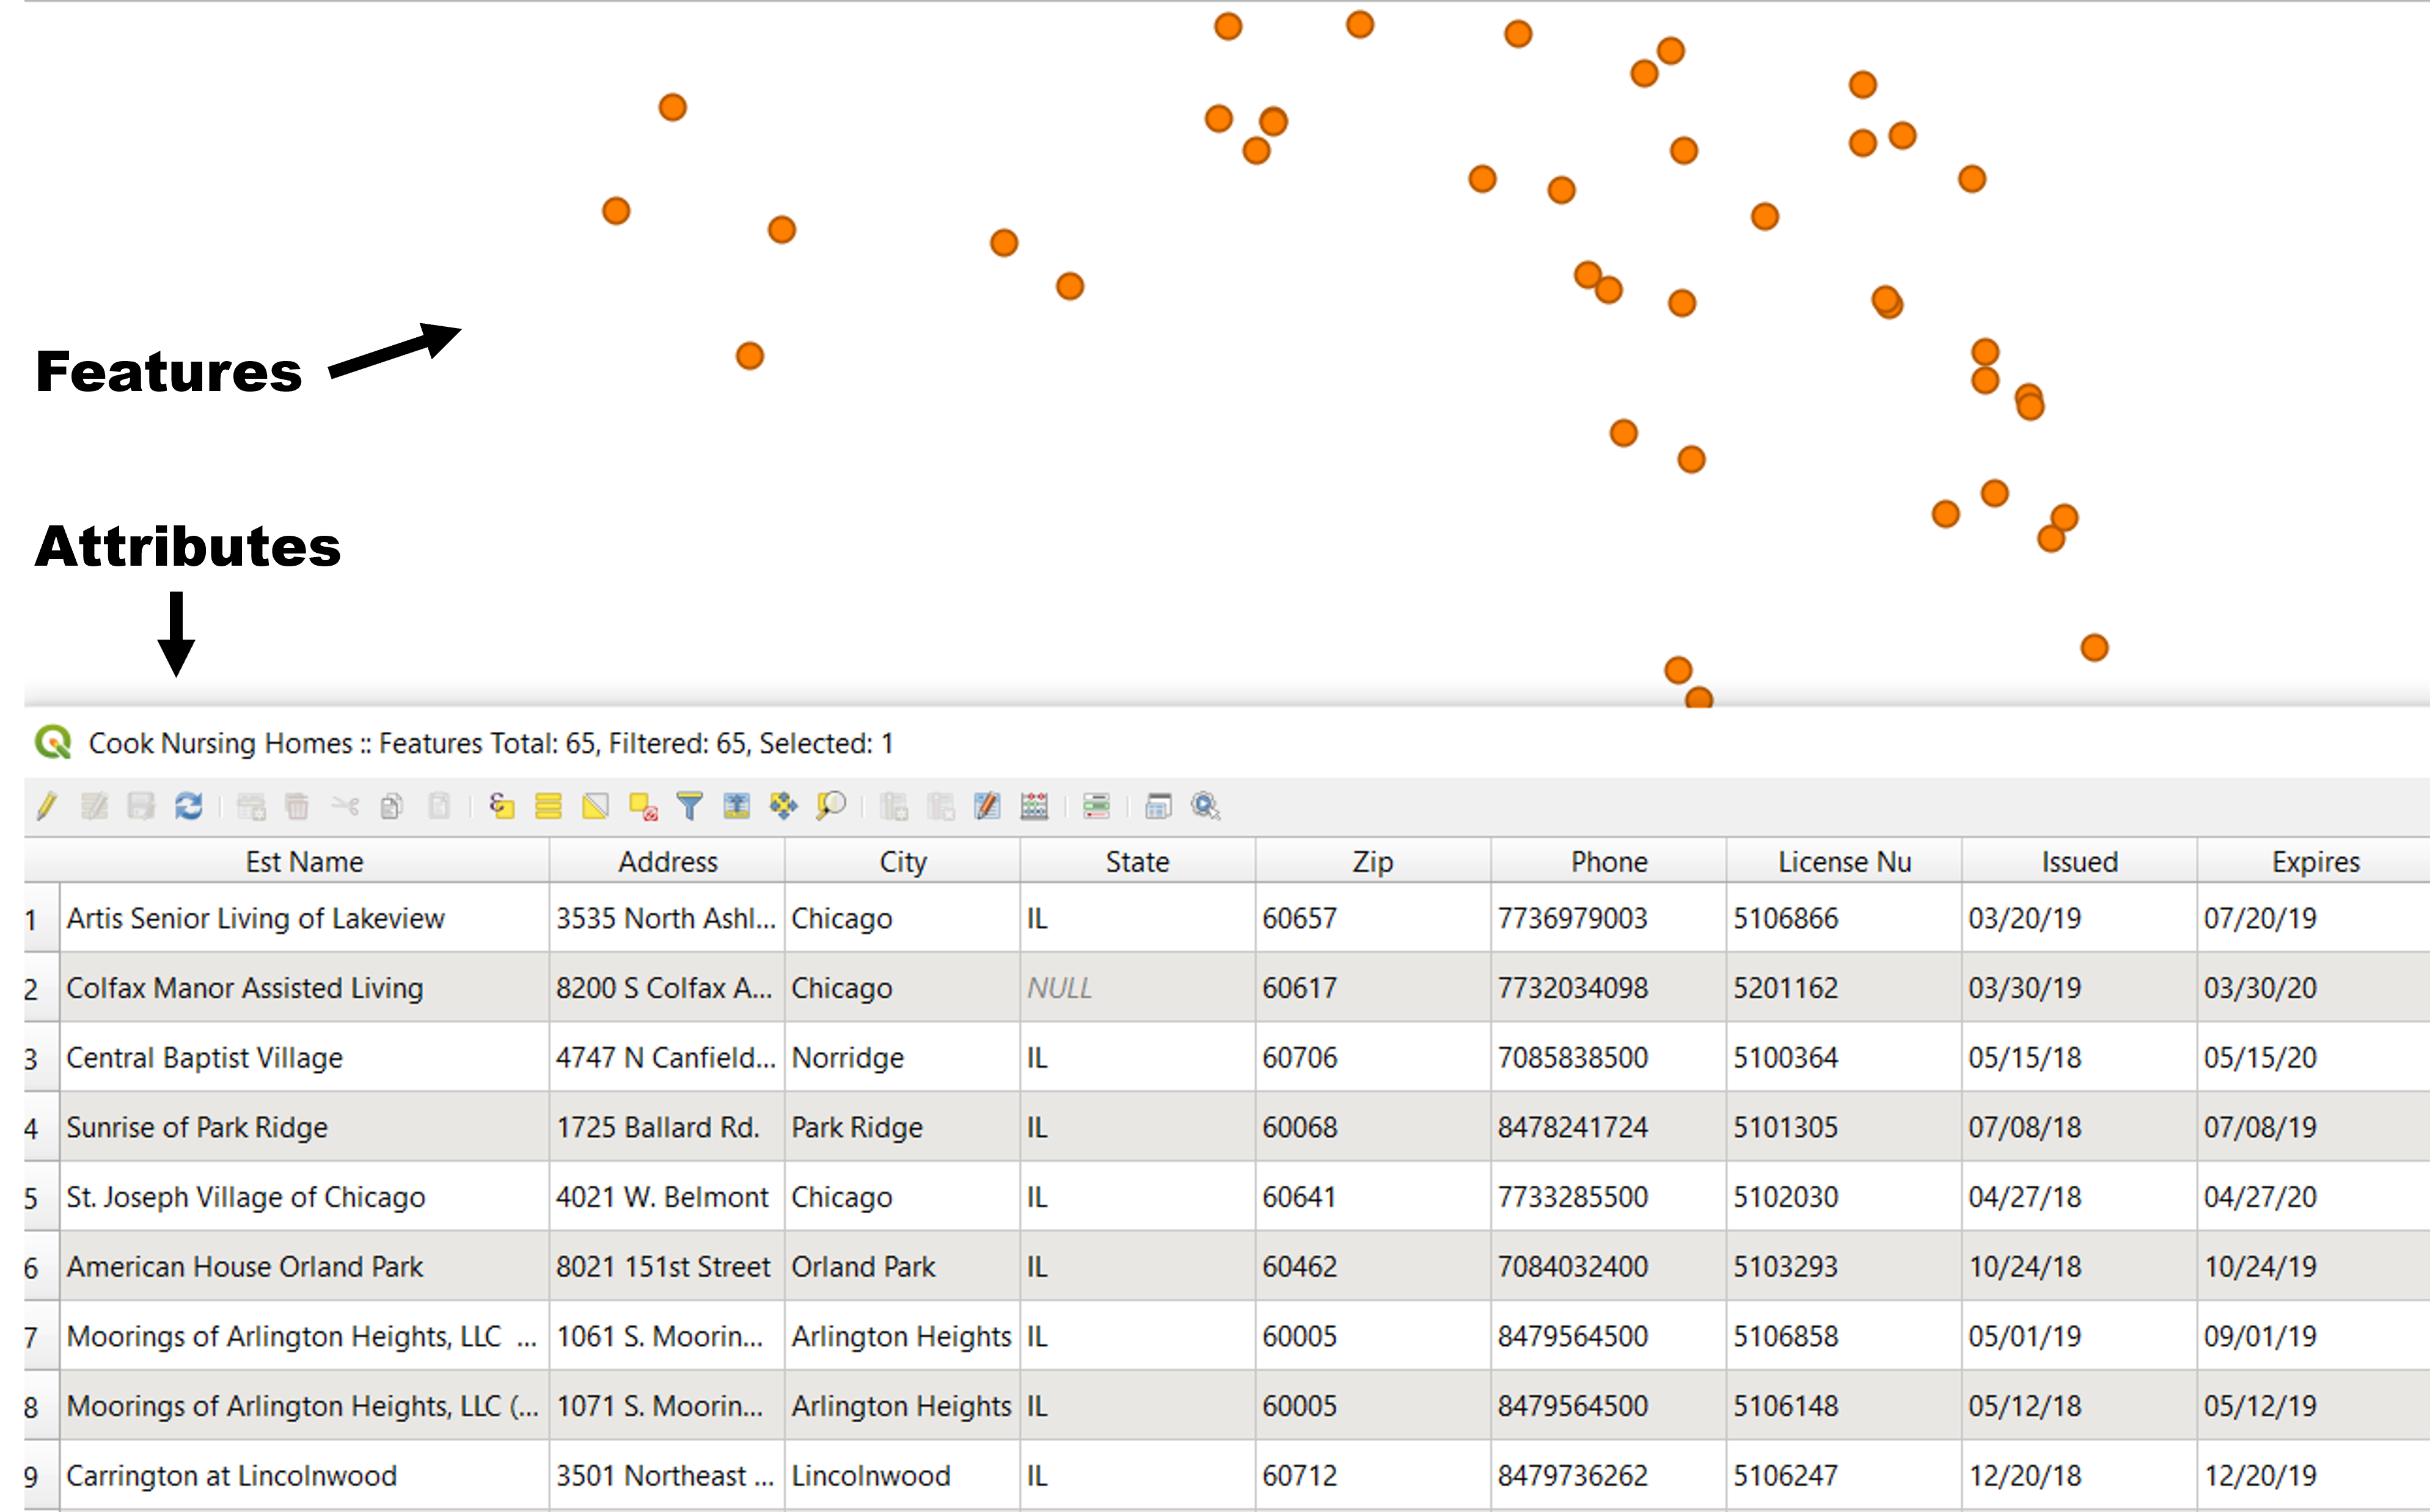 Features
Attributes
Cook Nursing Homes :: Features Total: 65, Filtered: 65, Selected: 1
Est Name Address City State Zip Phone License Nu Issued Expires
1 Artis Senior Living of Lakeview 3535 North Ashl... Chicago IL 60657 7736979003 5106866 03/20/19 07/20/19
2 Colfax Manor Assisted Living 8200 S Colfax A... Chicago NULL 60617 7732034098 5201162 03/30/19 03/30/20
3 Central Baptist Village 4747 N Canfield... Norridge IL 60706 7085838500 5100364 05/15/18 05/15/20
4 Sunrise of Park Ridge 1725 Ballard Rd. Park Ridge IL 60068 8478241724 5101305 07/08/18 07/08/19
5 St. Joseph Village of Chicago 4021 W. Belmont Chicago IL 60641 7733285500 5102030 04/27/18 04/27/20
6 American House Orland Park 8021 151st Street Orland Park IL 60462 7084032400 5103293 10/24/18 10/24/19
7 Moorings of Arlington Heights, LLC ... 1061 S. Moorin... Arlington Heights IL 60005 8479564500 5106858 05/01/19 09/01/19
8 Moorings of Arlington Heights, LLC (... 1071 S. Moorin... Arlington Heights IL 60005 8479564500 5106148 05/12/18 05/12/19
9 Carrington at Lincolnwood 3501 Northeast ... Lincolnwood IL 60712 8479736262 5106247 12/20/18 12/20/19